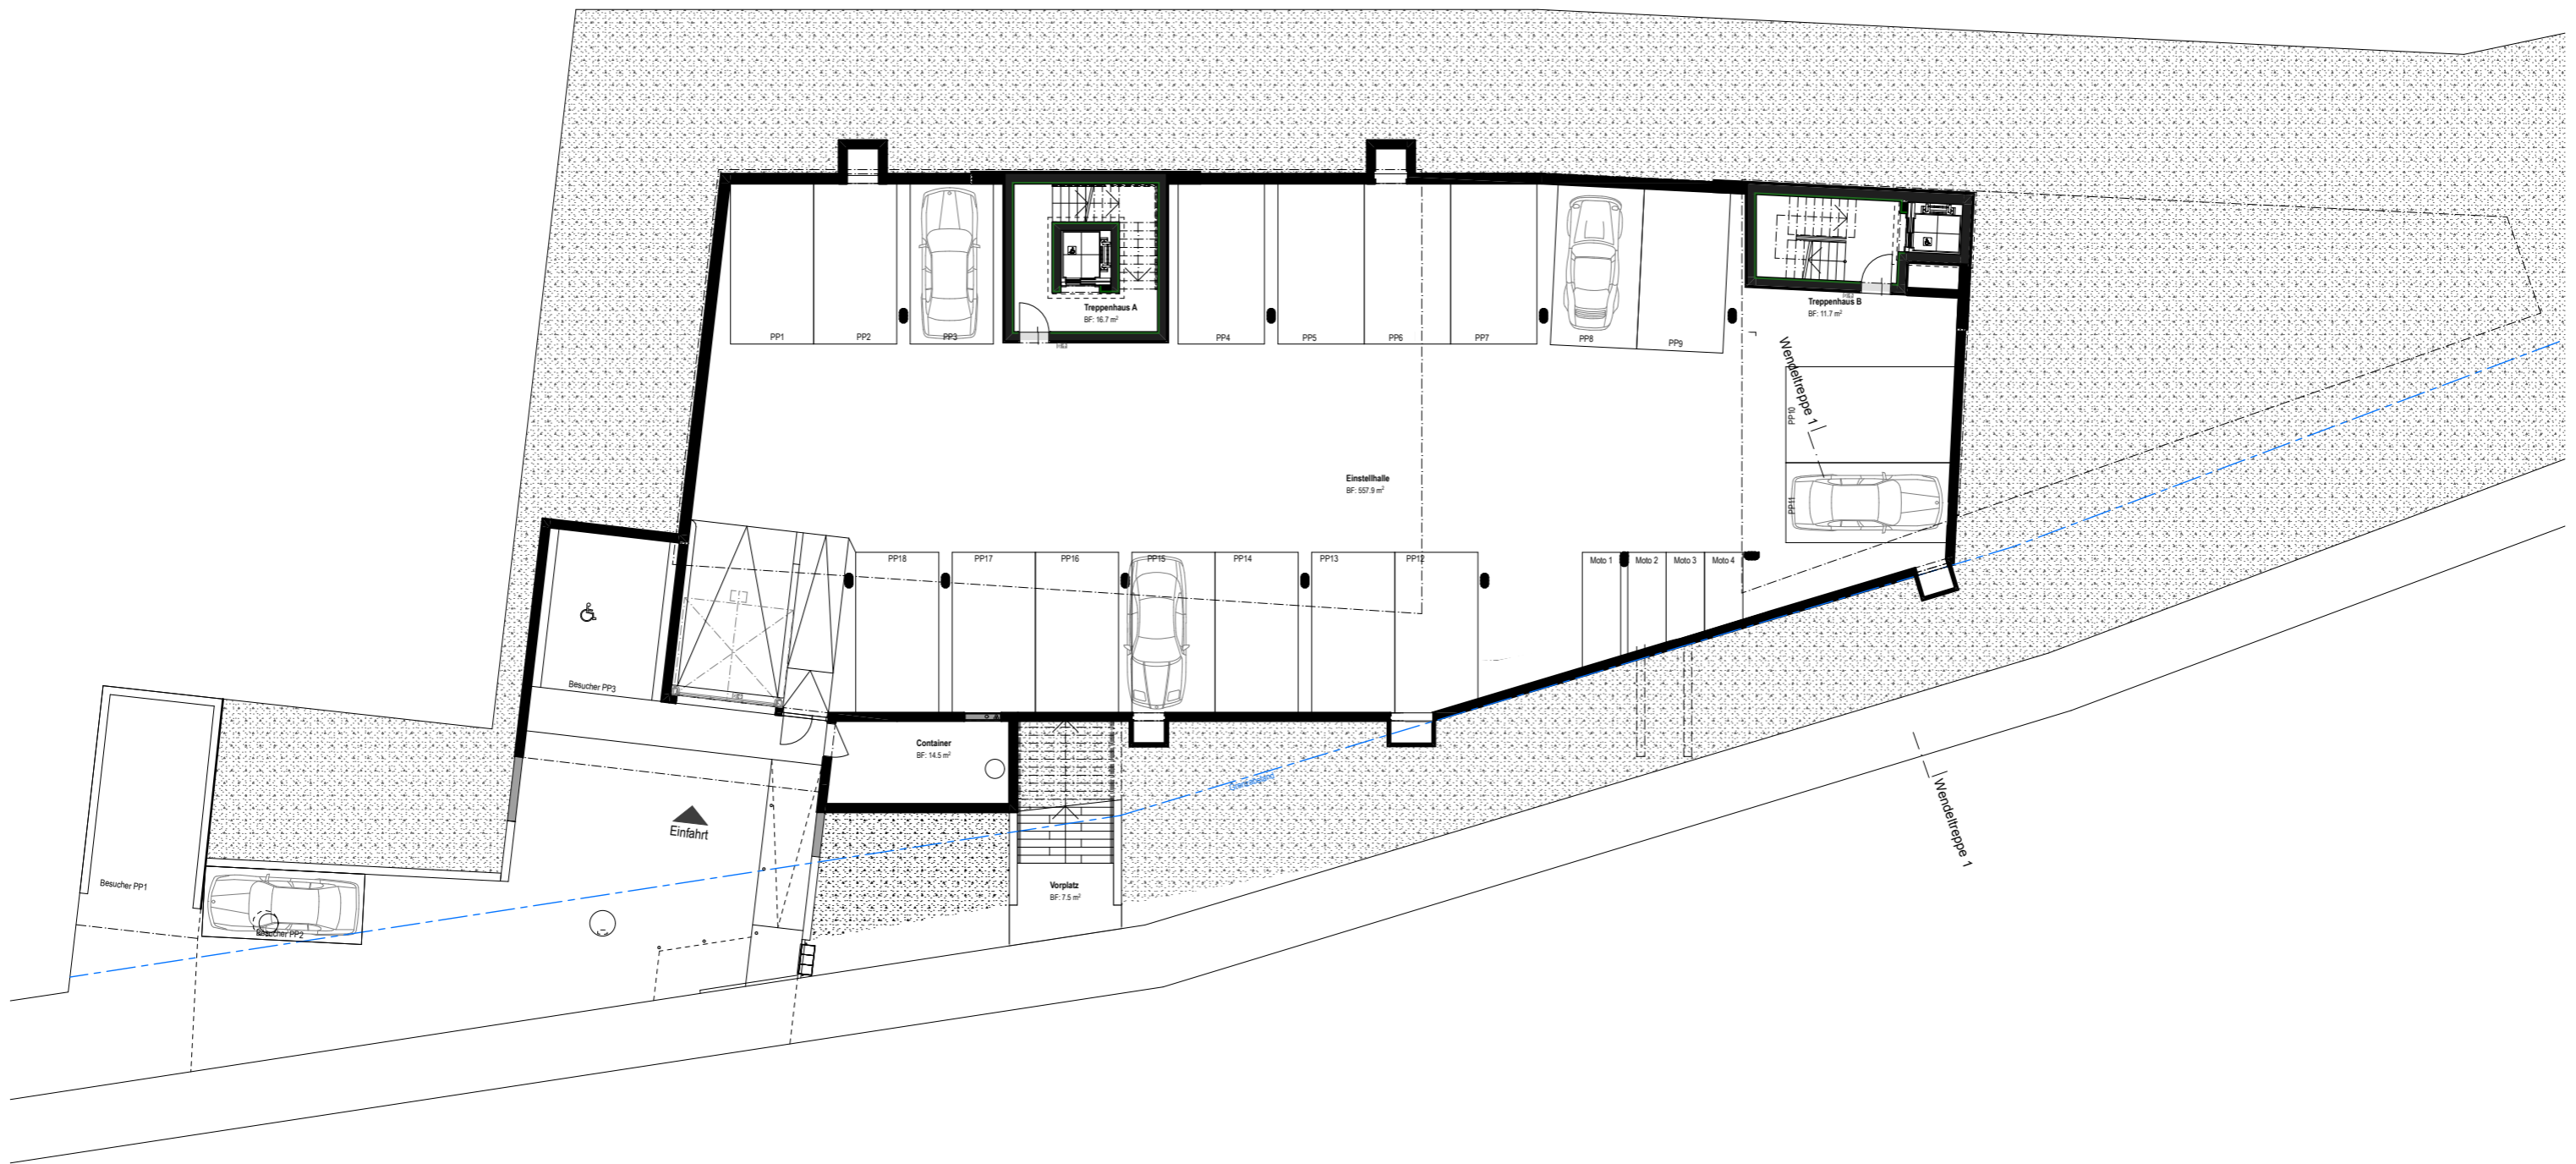 Treppenhaus A
BF: 16.7 m²
Treppenhaus B
BF: 11.7 m²
PP1
PP2
PP3
PP4
PP5
PP6
PP7
PP8
PP9
Wendeltreppe 1
PP10
PP11
Einstellhalle
BF: 557.9 m²
PP18
PP17
PP16
PP15
PP14
PP13
PP12
Moto 1
Moto 2
Moto 3
Moto 4
Besucher PP3
Container
BF: 14.5 m²
Einfahrt
Wendeltreppe 1
Besucher PP1
Besucher PP2
Vorplatz
BF: 7.5 m²